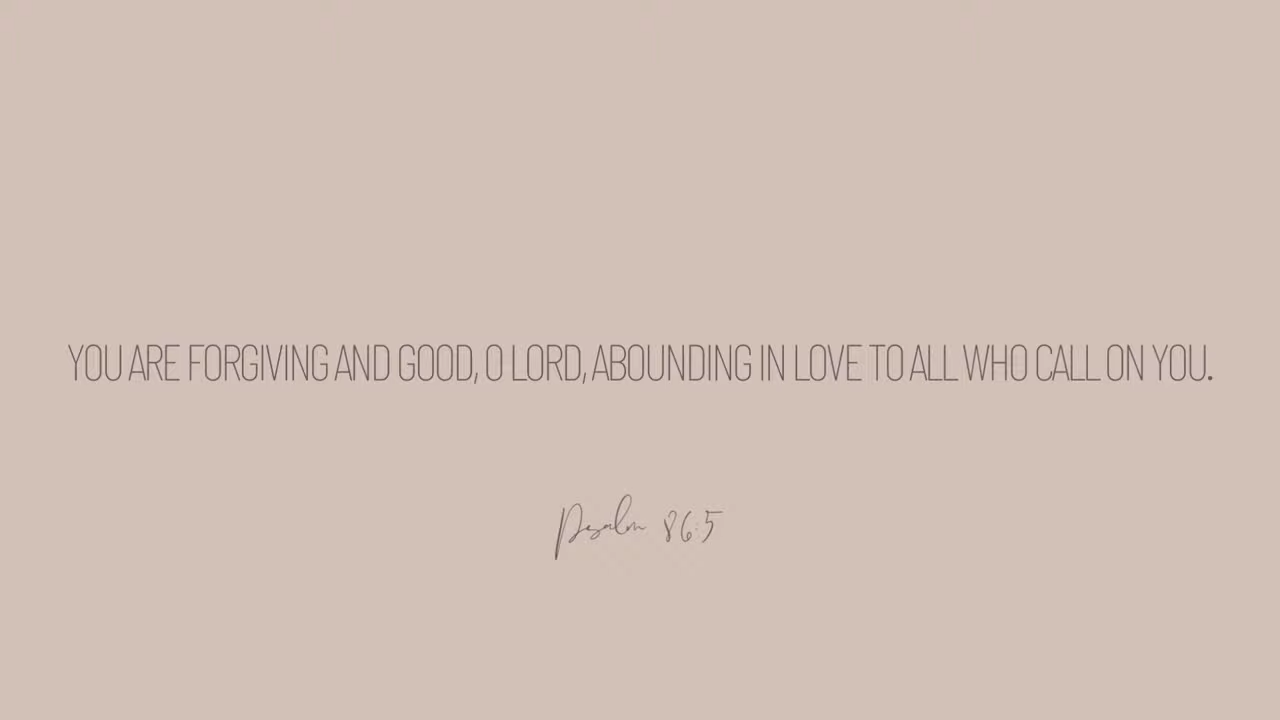 YOU ARE FORGIVING AND GOOD, O LORD, ABOUNDING IN LOVE TO ALL WHO CALL ON YOU.
Psalm 86:5